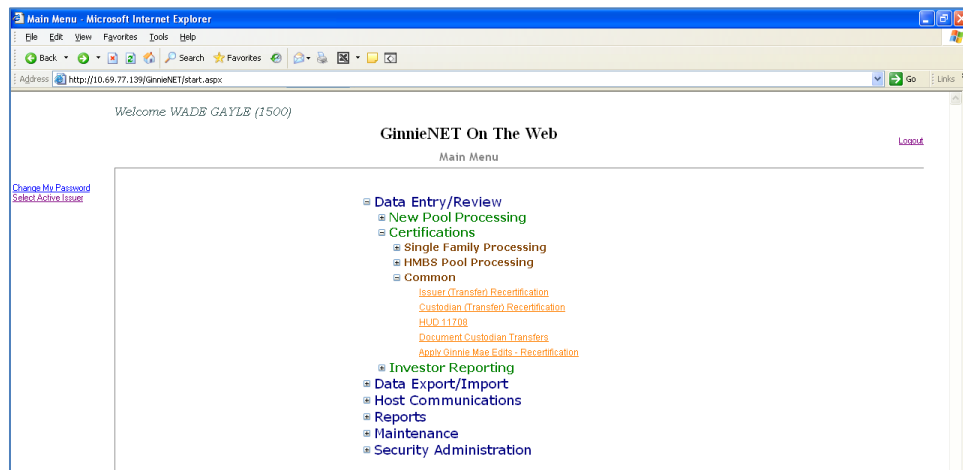 Main Menu - Microsoft Internet Explorer
File Edit View Favorites Tools Help
Back Search Favorites
Address http://10.69.77.139/GinnieNET/start.aspx Go Links
Welcome WADE GAYLE (1500)
GinnieNET On The Web
Logout
Main Menu
Change My Password
Select Active Issuer
Data Entry/Review
New Pool Processing
Certifications
Single Family Processing
HMBS Pool Processing
Common
Issuer (Transfer) Recertification
Custodian (Transfer) Recertification
HUD 11708
Document Custodian Transfers
Apply Ginnie Mae Edits - Recertification
Investor Reporting
Data Export/Import
Host Communications
Reports
Maintenance
Security Administration